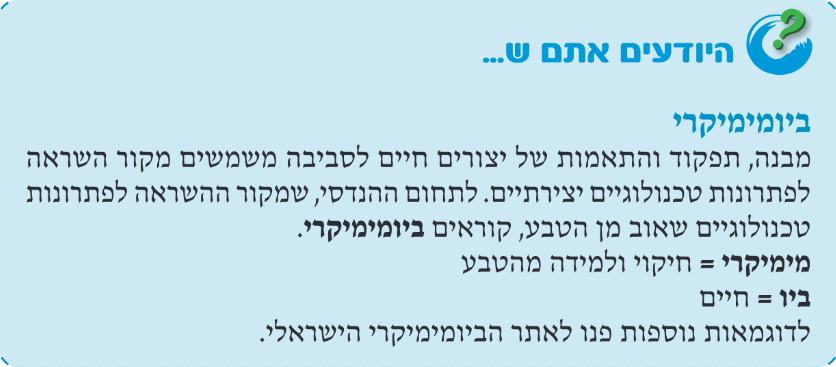 היודעים אתם ש...
ביומימיקרי
מבנה, תפקוד והתאמות של יצורים חיים לסביבה משמשים מקור השראה
לפתרונות טכנולוגיים יצירתיים. לתחום ההנדסי, שמקור ההשראה לפתרונות
טכנולוגיים שאוב מן הטבע, קוראים ביומימיקרי.
מימיקרי = חיקוי ולמידה מהטבע
ביו = חיים
לדוגמאות נוספות פנו לאתר הביומימיקרי הישראלי.